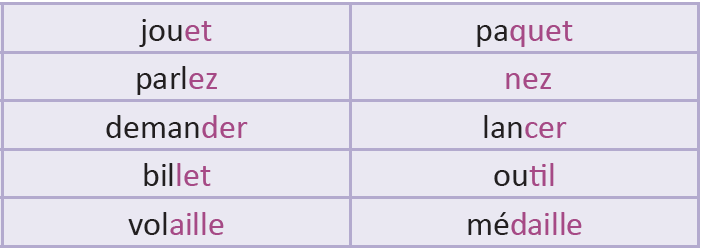 jouet paquet
parlez nez
demander lancer
billet outil
volaille médaille